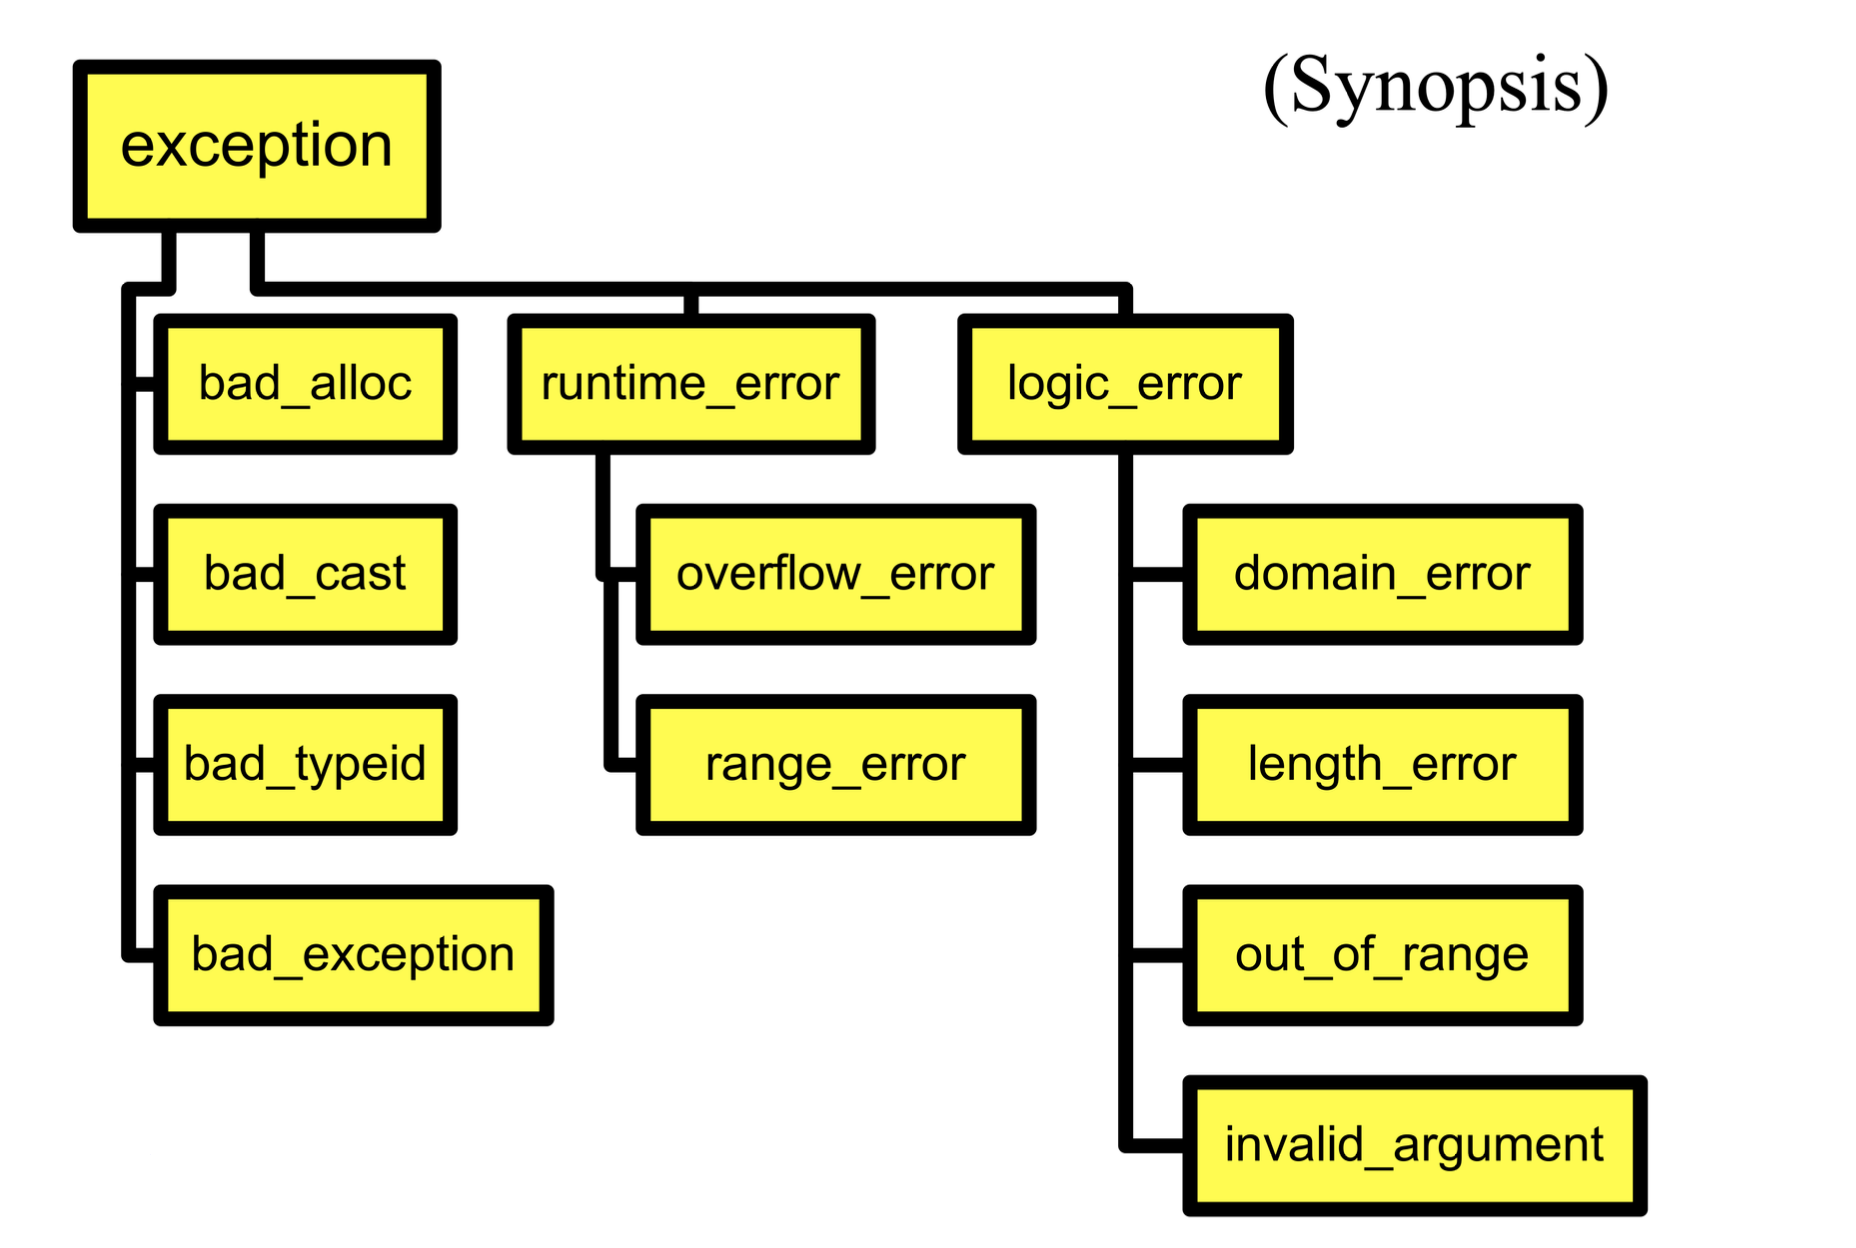 (Synopsis)
exception
bad_alloc
runtime_error
logic_error
bad_cast
overflow_error
domain_error
bad_typeid
range_error
length_error
bad_exception
out_of_range
invalid_argument